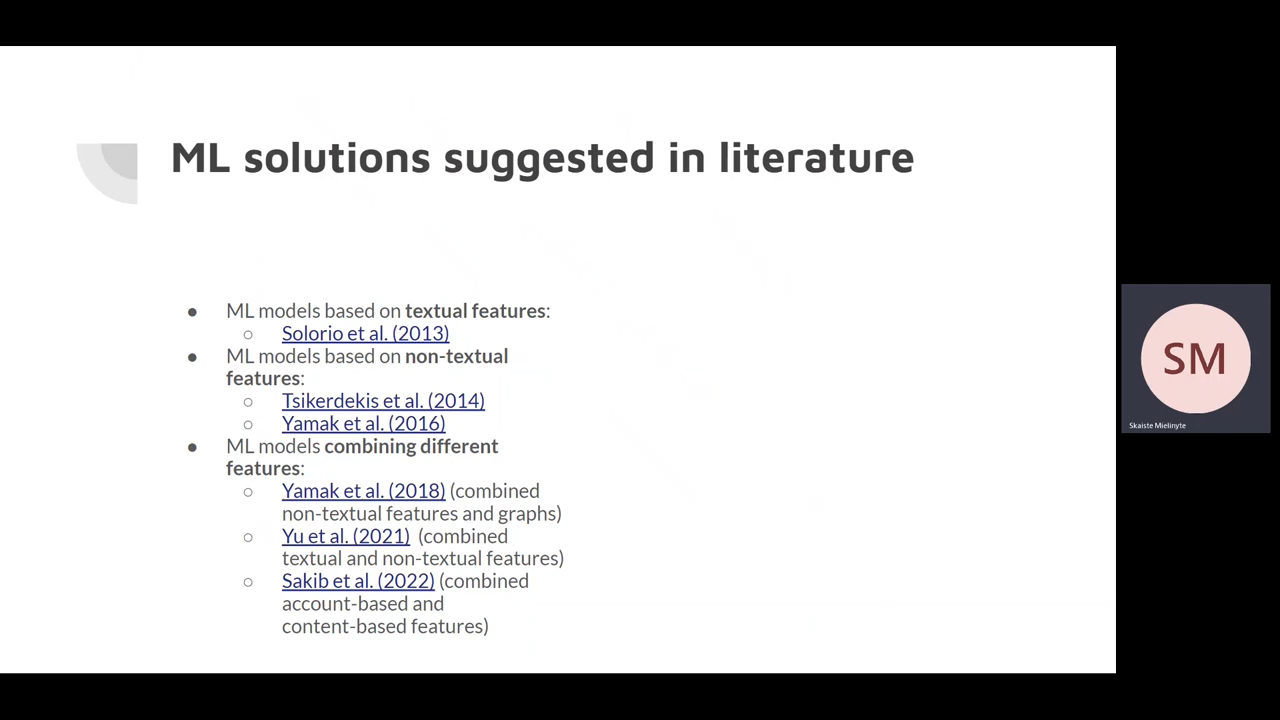 ML solutions suggested in literature
● ML models based on textual features:
○ Solorio et al. (2013)
● ML models based on non-textual
features:
○ Tsikerdekis et al. (2014)
○ Yamak et al. (2016)
● ML models combining different
features:
○ Yamak et al. (2018) (combined
non-textual features and graphs)
○ Yu et al. (2021) (combined
textual and non-textual features)
○ Sakib et al. (2022) (combined
account-based and
content-based features)
SM
Skaiste Mielinyte